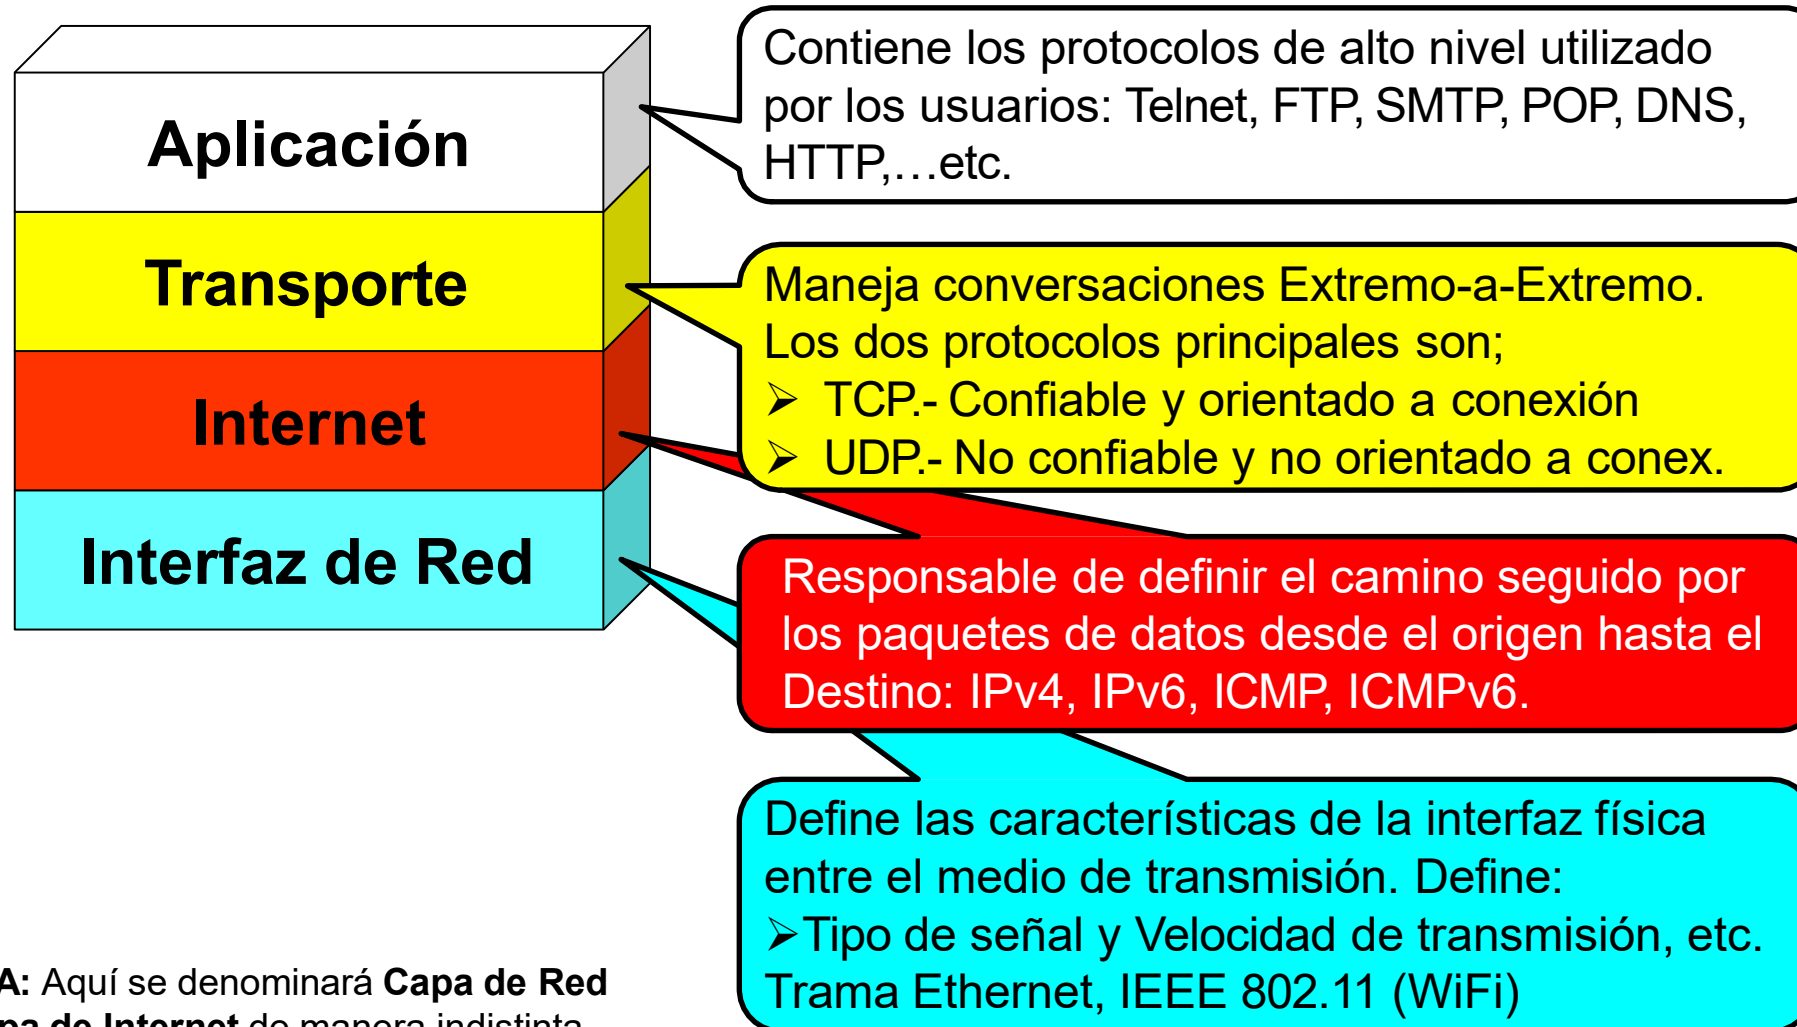 Aplicación
Transporte
Internet
Interfaz de Red
Contiene los protocolos de alto nivel utilizado
por los usuarios: Telnet, FTP, SMTP, POP, DNS,
HTTP,…etc.
Maneja conversaciones Extremo-a-Extremo.
Los dos protocolos principales son;
➢ TCP.- Confiable y orientado a conexión
➢ UDP.- No confiable y no orientado a conex.
Responsable de definir el camino seguido por
los paquetes de datos desde el origen hasta el
Destino: IPv4, IPv6, ICMP, ICMPv6.
Define las características de la interfaz física
entre el medio de transmisión. Define:
➢Tipo de señal y Velocidad de transmisión, etc.
Trama Ethernet, IEEE 802.11 (WiFi)
A: Aquí se denominará Capa de Red
de Internet de manera indistinta